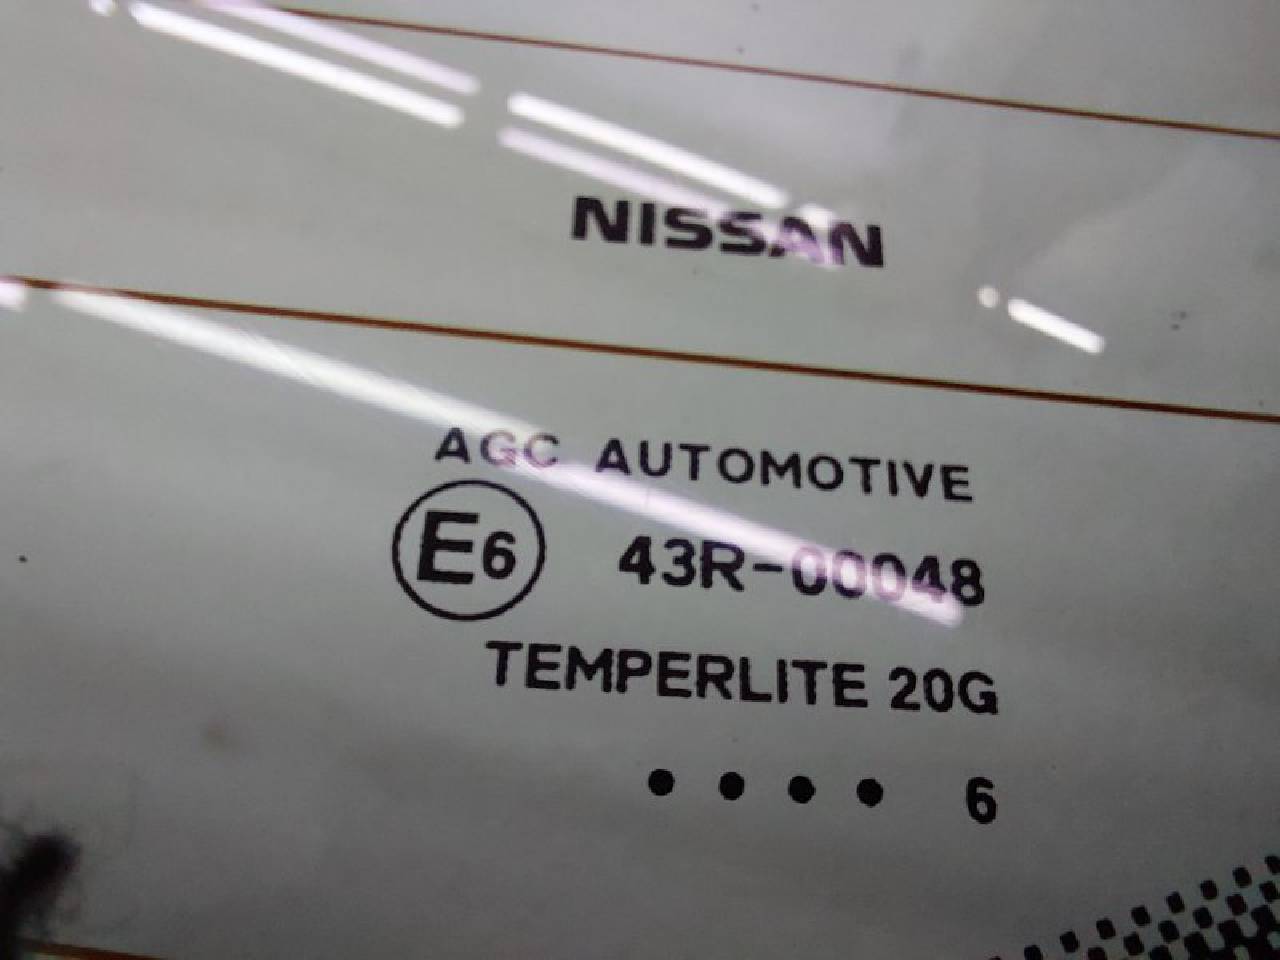 NISSAN
AGC AUTOMOTIVE
E6 43R-00048
TEMPERLITE 20G
•••• 6